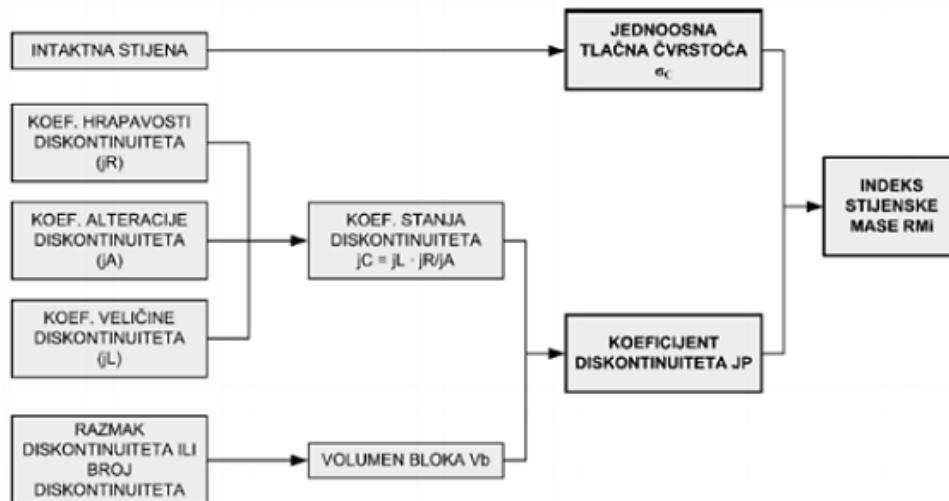 INTAKTNA STIJENA
JEDNOOSNA
TLAČNA ČVRSTOĆA
σC
KOEF. HRAPAVOSTI
DISKONTINUITETA
(jR)
KOEF. ALTERACIJE
DISKONTINUITETA
(jA)
KOEF. VELIČINE
DISKONTINUITETA
(jL)
KOEF. STANJA
DISKONTINUITETA
jC = jL · jR/jA
INDEKS
STIJENSKE
MASE RMi
KOEFICIJENT
DISKONTINUITETA JP
RAZMAK
DISKONTINUITETA ILI
BROJ
DISKONTINUITETA
VOLUMEN BLOKA Vb